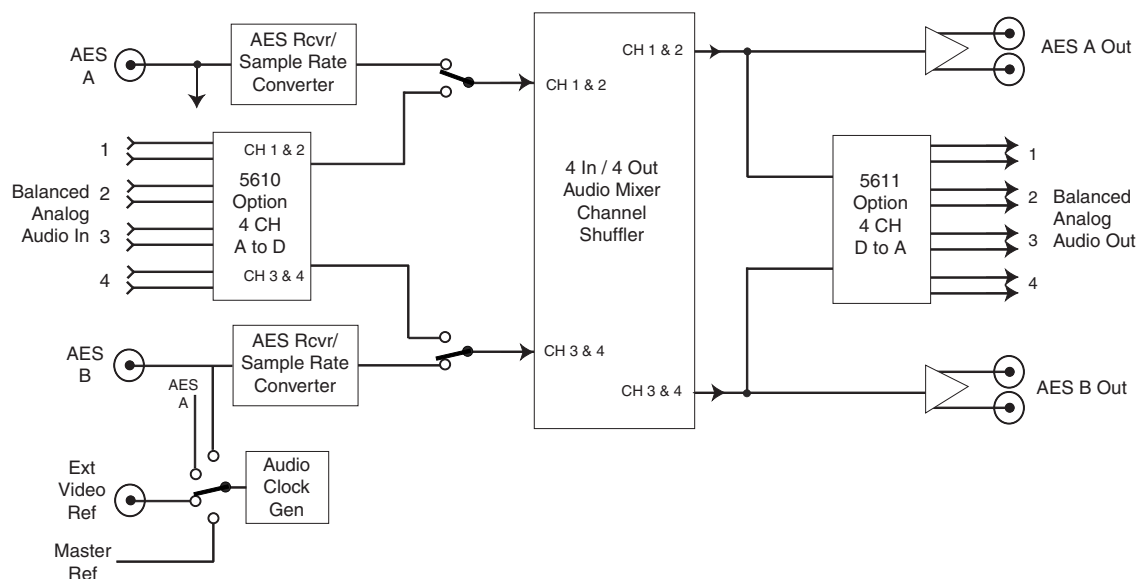 AES
A
AES Rcvr/
Sample Rate
Converter
CH 1 & 2
CH 1 & 2
AES A Out
Balanced
Analog
Audio In
1
2
3
4
CH 1 & 2
5610
Option
4 CH
A to D
CH 3 & 4
4 In / 4 Out
Audio Mixer
Channel
Shuffler
5611
Option
4 CH
D to A
1
2
3
4
Balanced
Analog
Audio Out
AES
B
AES Rcvr/
Sample Rate
Converter
CH 3 & 4
CH 3 & 4
AES B Out
AES
A
Ext
Video
Ref
Audio
Clock
Gen
Master
Ref